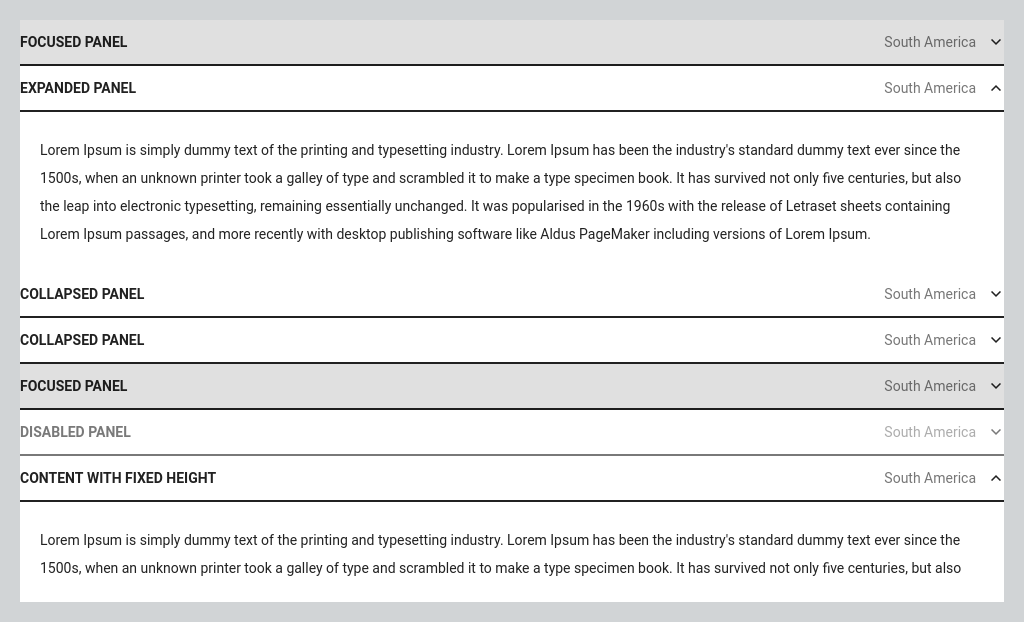 FOCUSED PANEL South America
EXPANDED PANEL South America
Lorem Ipsum is simply dummy text of the printing and typesetting industry. Lorem Ipsum has been the industry's standard dummy text ever since the
1500s, when an unknown printer took a galley of type and scrambled it to make a type specimen book. It has survived not only five centuries, but also
the leap into electronic typesetting, remaining essentially unchanged. It was popularised in the 1960s with the release of Letraset sheets containing
Lorem Ipsum passages, and more recently with desktop publishing software like Aldus PageMaker including versions of Lorem Ipsum.
COLLAPSED PANEL South America
COLLAPSED PANEL South America
FOCUSED PANEL South America
DISABLED PANEL South America
CONTENT WITH FIXED HEIGHT South America
Lorem Ipsum is simply dummy text of the printing and typesetting industry. Lorem Ipsum has been the industry's standard dummy text ever since the
1500s, when an unknown printer took a galley of type and scrambled it to make a type specimen book. It has survived not only five centuries, but also